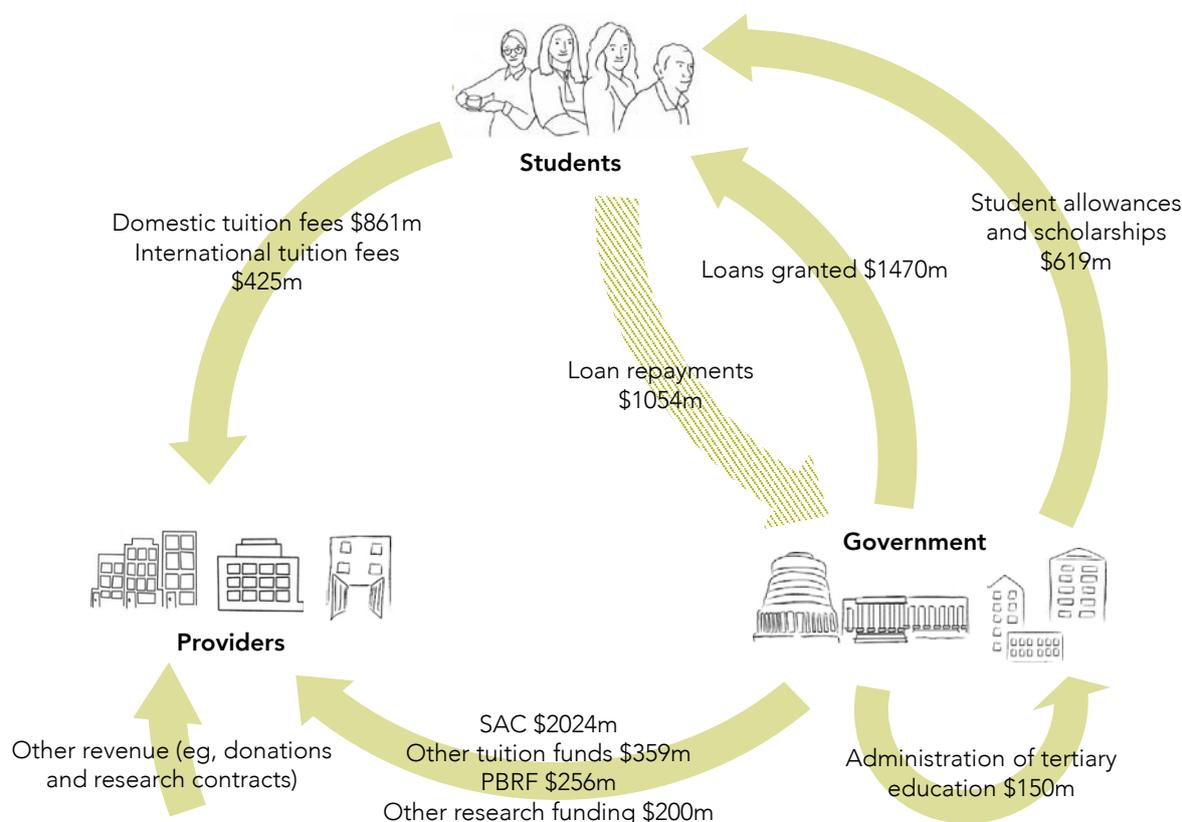 Students
Domestic tuition fees $861m
International tuition fees
$425m
Student allowances
and scholarships
$619m
Loans granted $1470m
Loan repayments
$1054m
Government
Providers
Other revenue (eg, donations
and research contracts)
SAC $2024m
Other tuition funds $359m
PBRF $256m
Other research funding $200m
Administration of tertiary
education $150m